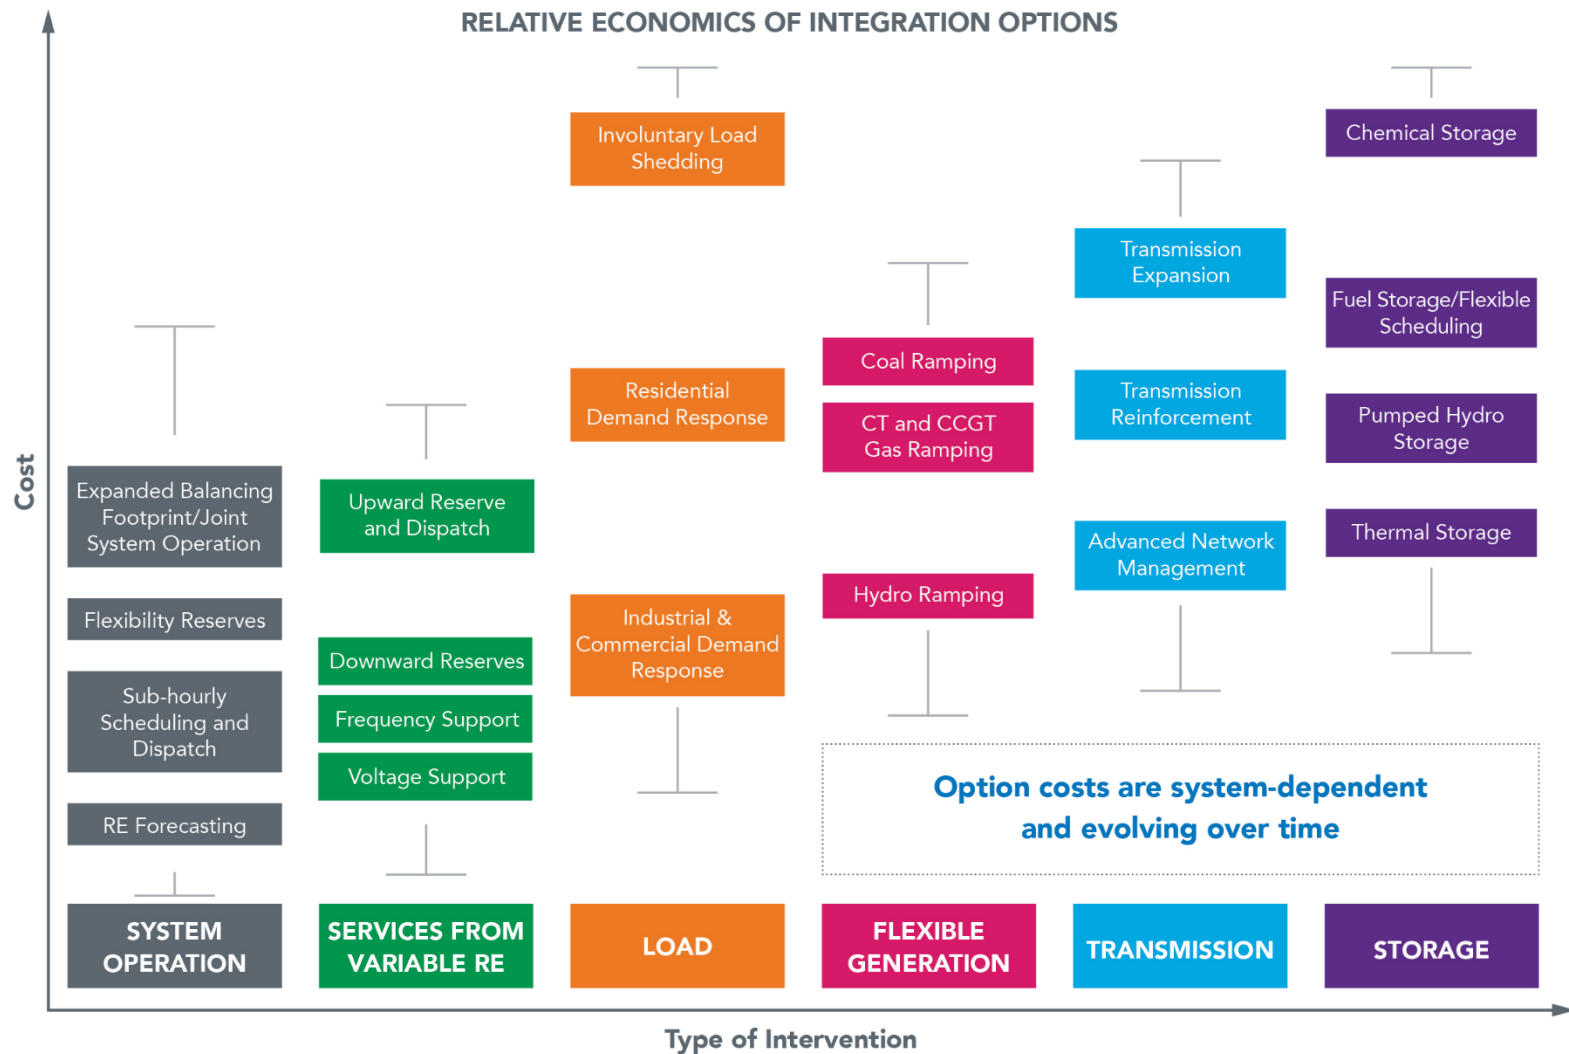 RELATIVE ECONOMICS OF INTEGRATION OPTIONS
Cost
Expanded Balancing
Footprint/Joint
System Operation
Flexibility Reserves
Sub-hourly
Scheduling and
Dispatch
RE Forecasting
SYSTEM
OPERATION
Upward Reserve
and Dispatch
Downward Reserves
Frequency Support
Voltage Support
SERVICES FROM
VARIABLE RE
Involuntary Load
Shedding
Residential
Demand Response
Industrial &
Commercial Demand
Response
LOAD
Coal Ramping
CT and CCGT
Gas Ramping
Hydro Ramping
FLEXIBLE
GENERATION
Transmission
Expansion
Transmission
Reinforcement
Advanced Network
Management
TRANSMISSION
Chemical Storage
Fuel Storage/Flexible
Scheduling
Pumped Hydro
Storage
Thermal Storage
STORAGE
Option costs are system-dependent
and evolving over time
Type of Intervention